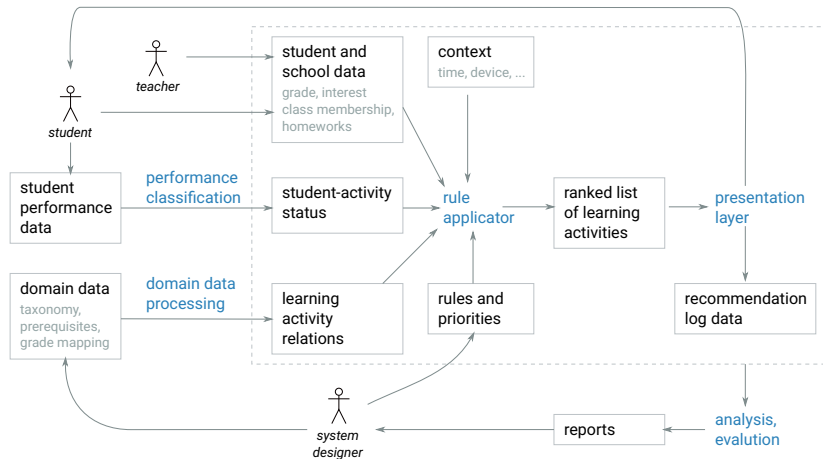 teacher
student
student and
school data
grade, interest
class membership,
homeworks
context
time, device, ...
student
performance
data
performance
classification
student-activity
status
rule
applicator
ranked list
of learning
activities
presentation
layer
domain data
taxonomy,
prerequisites,
grade mapping
domain data
processing
learning
activity
relations
rules and
priorities
recommendation
log data
system
designer
reports
analysis,
evalution